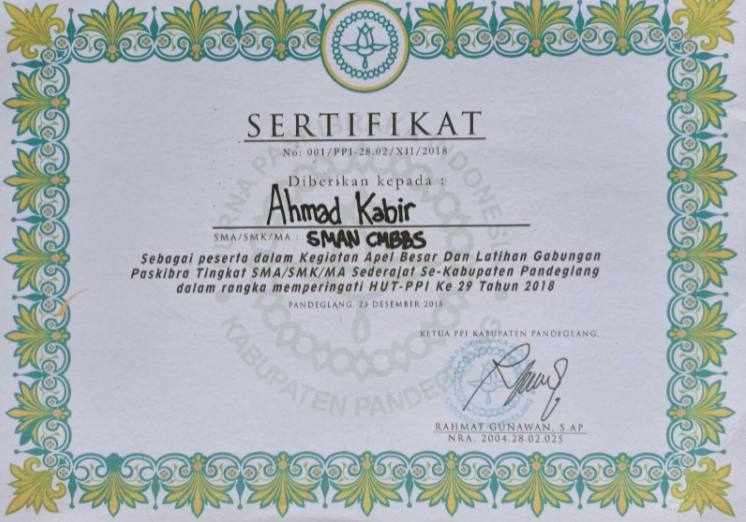 SERTIFIKAT
No: 001/PPI-28.02/XII/2018
Diberikan kepada :
Ahmad Kabir
SMA/SMK/MA : SMAN CMBBS
Sebagai peserta dalam Kegiatan Apel Besar Dan Latihan Gabungan
Paskibra Tingkat SMA/SMK/MA Sederajat Se-Kabupaten Pandeglang
dalam rangka memperingati HUT-PPI Ke 29 Tahun 2018
PANDEGLANG, 23 DESEMBER 2018
KETUA PPI KABUPATEN PANDEGLANG.
RAHMAT GUNAWAN, S.AP
NRA. 2004.28.02.025